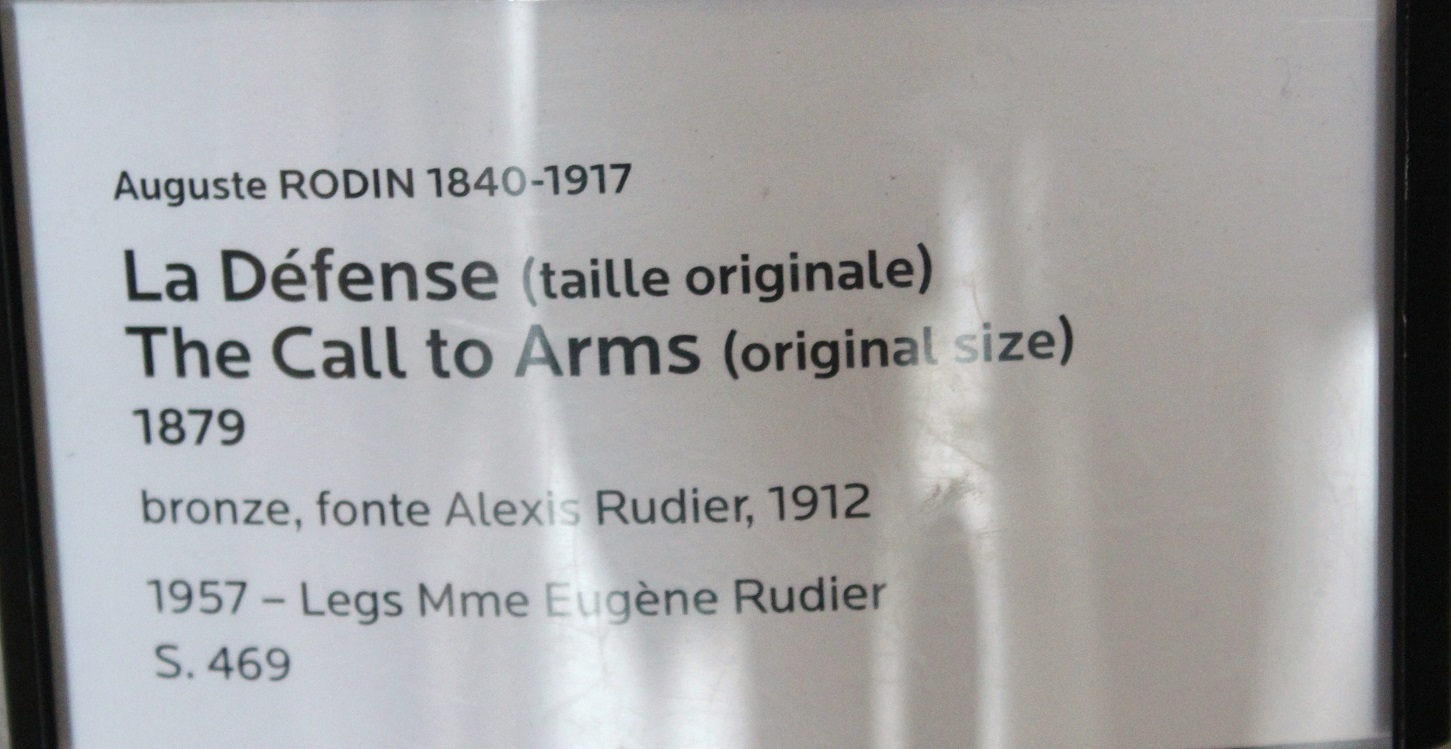 Auguste RODIN 1840-1917
La Défense (taille originale)
The Call to Arms (original size)
1879
bronze, fonte Alexis Rudier, 1912
1957 – Legs Mme Eugène Rudier
S. 469